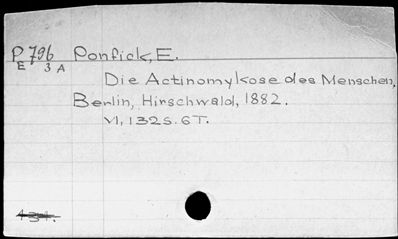 P 796 Ponfick, E.
E 3 A
Die Actinomykose des Menschen,
Berlin, Hirschwald, 1882.
VI, 132 S. 6 T.